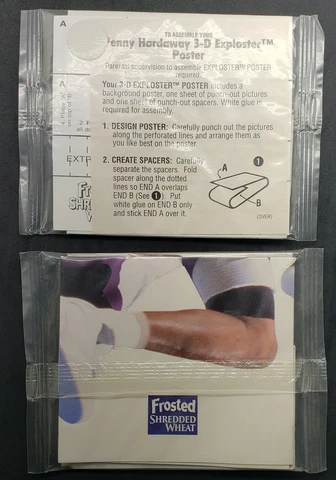 A
TO ASSEMBLE YOUR
enny Hardaway 3-D Exploster™
Poster
Parental supervision to assemble EXPLOSTER™ POSTER
required.
Your 3-D EXPLOSTER™ POSTER includes a
background poster, one sheet of punch-out pictures
and one sheet of punch-out spacers. White glue is
required for assembly.
A
1. DESIGN POSTER: Carefully punch out the pictures
along the perforated lines and arrange them as
you like best on the poster.
EXT
2. CREATE SPACERS: Carefully
separate the spacers. Fold
spacer along the dotted
lines so END A overlaps
END B (See 1). Put
white glue on END B only
and stick END A over it.
A
1
B
(OVER)
Fr
SHREDDED
WHEAT
Frosted
SHREDDED
WHEAT